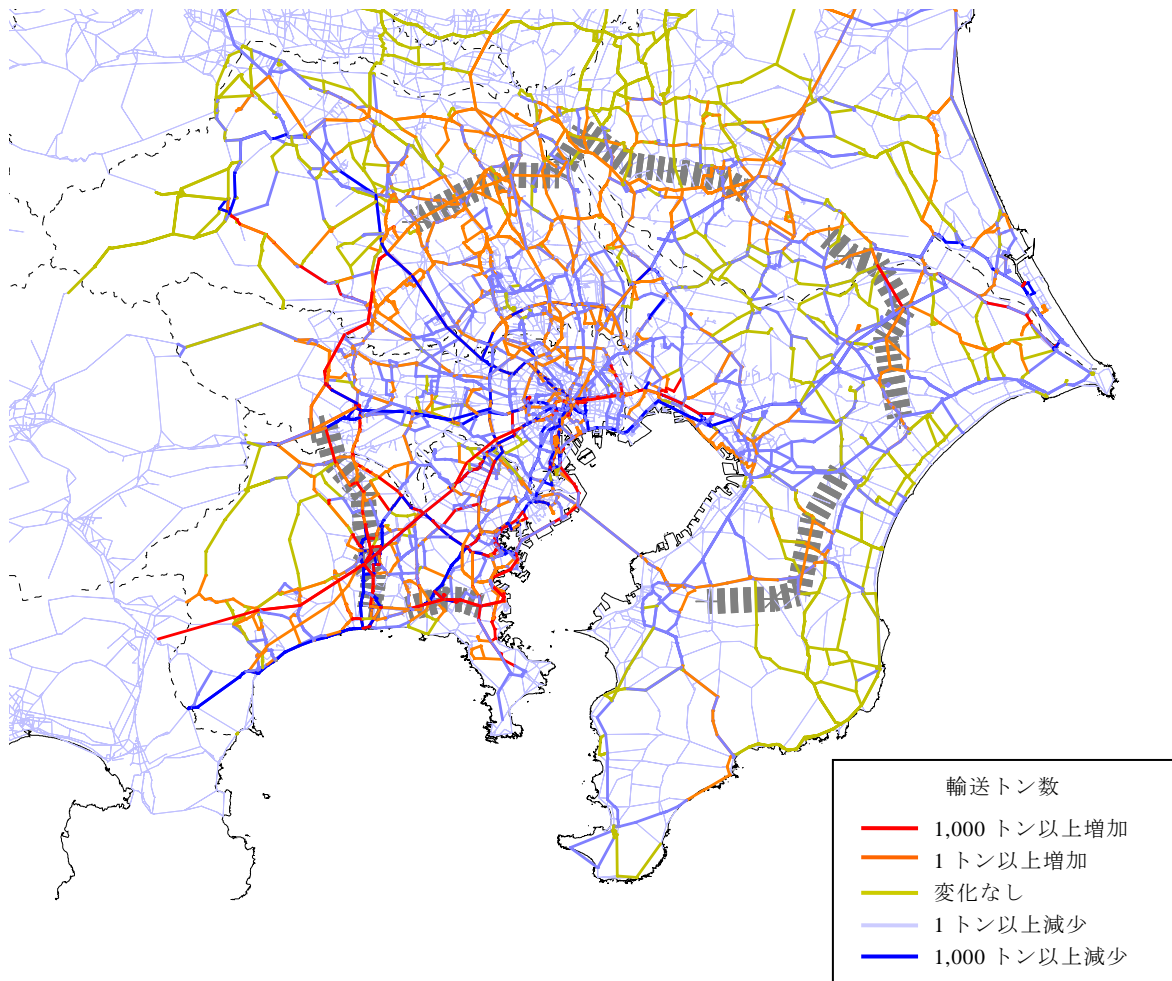 輸送トン数
1,000 トン以上増加
1 トン以上増加
変化なし
1 トン以上減少
1,000 トン以上減少